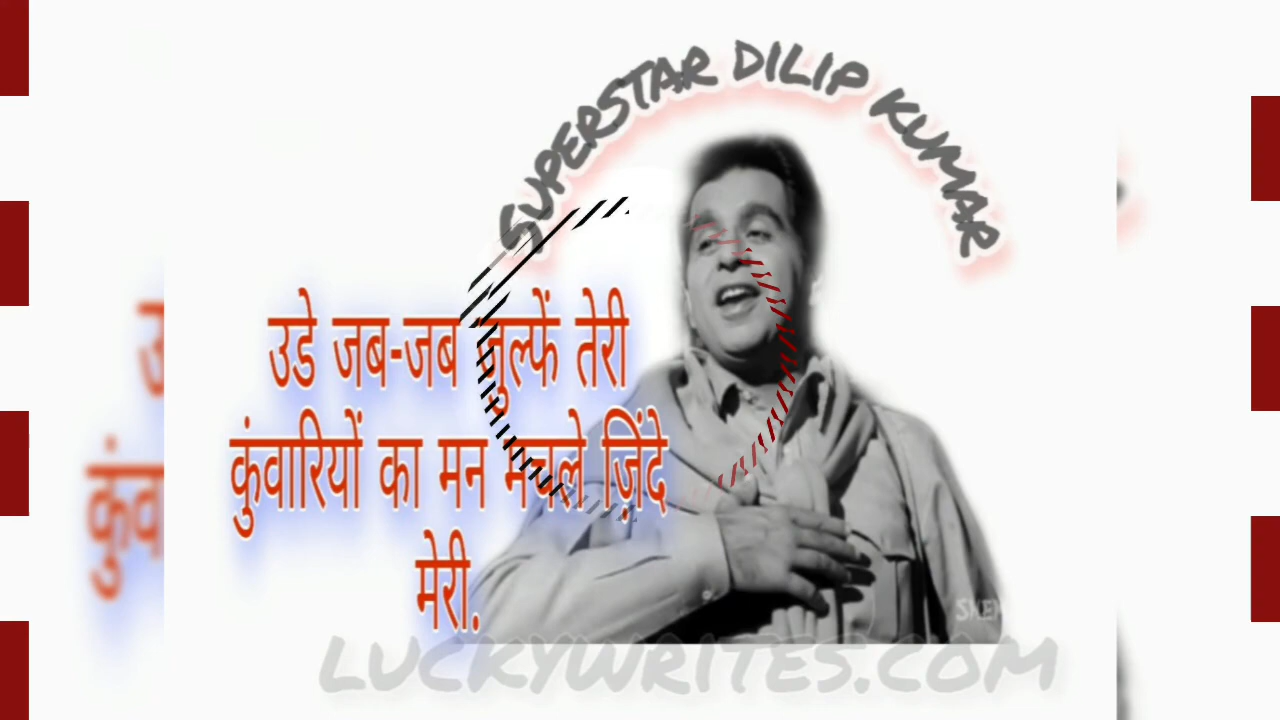 SUPERSTAR DILIP KUMAR
उडे जब-जब जुल्फें तेरी
कुंवारियों का मन मचले ज़िंदे
मेरी.
LUCKYWRITES.COM